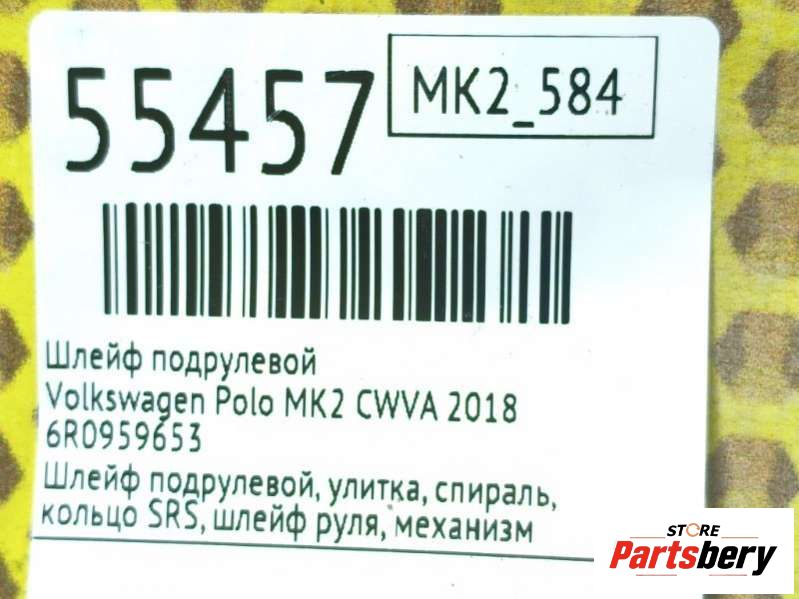 55457
MK2_584
Шлейф подрулевой
Volkswagen Polo MK2 CWVA 2018
6R0959653
Шлейф подрулевой, улитка, спираль,
кольцо SRS, шлейф руля, механизм
STORE
Partsbery